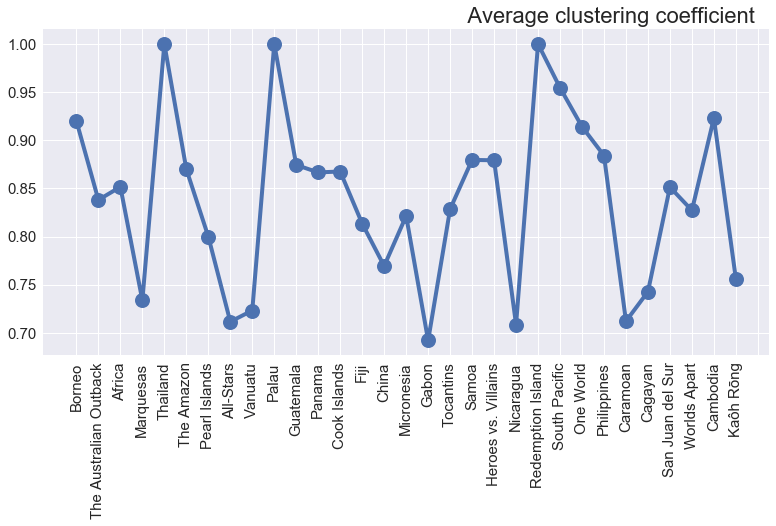 Average clustering coefficient
1.00
0.95
0.90
0.85
0.80
0.75
0.70
Borneo
The Australian Outback
Africa
Marquesas
Thailand
The Amazon
Pearl Islands
All-Stars
Vanuatu
Palau
Guatemala
Panama
Cook Islands
Fiji
China
Micronesia
Gabon
Tocantins
Samoa
Heroes vs. Villains
Nicaragua
Redemption Island
South Pacific
One World
Philippines
Caramoan
Cagayan
San Juan del Sur
Worlds Apart
Cambodia
Kaôh Rōng